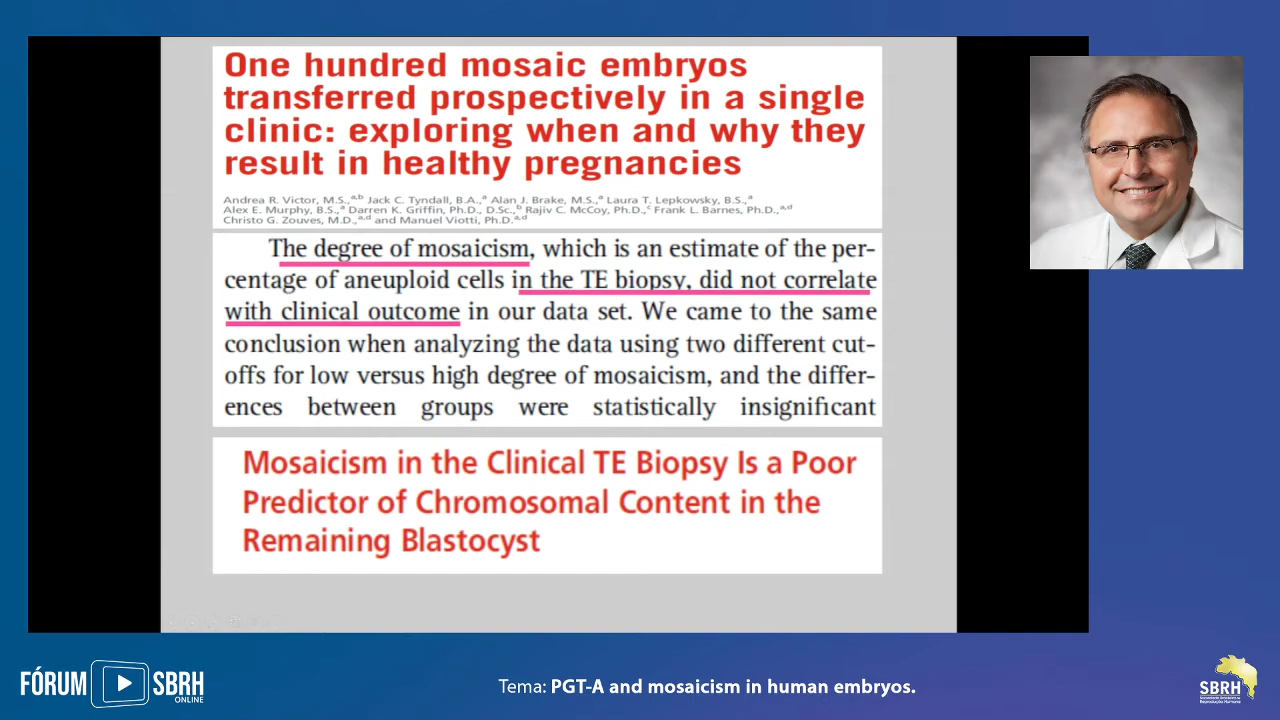 One hundred mosaic embryos
transferred prospectively in a single
clinic: exploring when and why they
result in healthy pregnancies
Andrea R. Victor, M.S.,a,b Jack C. Tyndall, B.A.,a Alan J. Brake, M.S.,a Laura T. Lepkowsky, B.S.,a
Alex E. Murphy, B.S.,a Darren K. Griffin, Ph.D., D.Sc.,b Rajiv C. McCoy, Ph.D.,c Frank L. Barnes, Ph.D.,a,d
Christo G. Zouves, M.D.,a,d and Manuel Viotti, Ph.D.a,d
The degree of mosaicism, which is an estimate of the per-
centage of aneuploid cells in the TE biopsy, did not correlate
with clinical outcome in our data set. We came to the same
conclusion when analyzing the data using two different cut-
offs for low versus high degree of mosaicism, and the differ-
ences between groups were statistically insignificant
Mosaicism in the Clinical TE Biopsy Is a Poor
Predictor of Chromosomal Content in the
Remaining Blastocyst
FÓRUM SBRH
ONLINE
Tema: PGT-A and mosaicism in human embryos.
SBRH